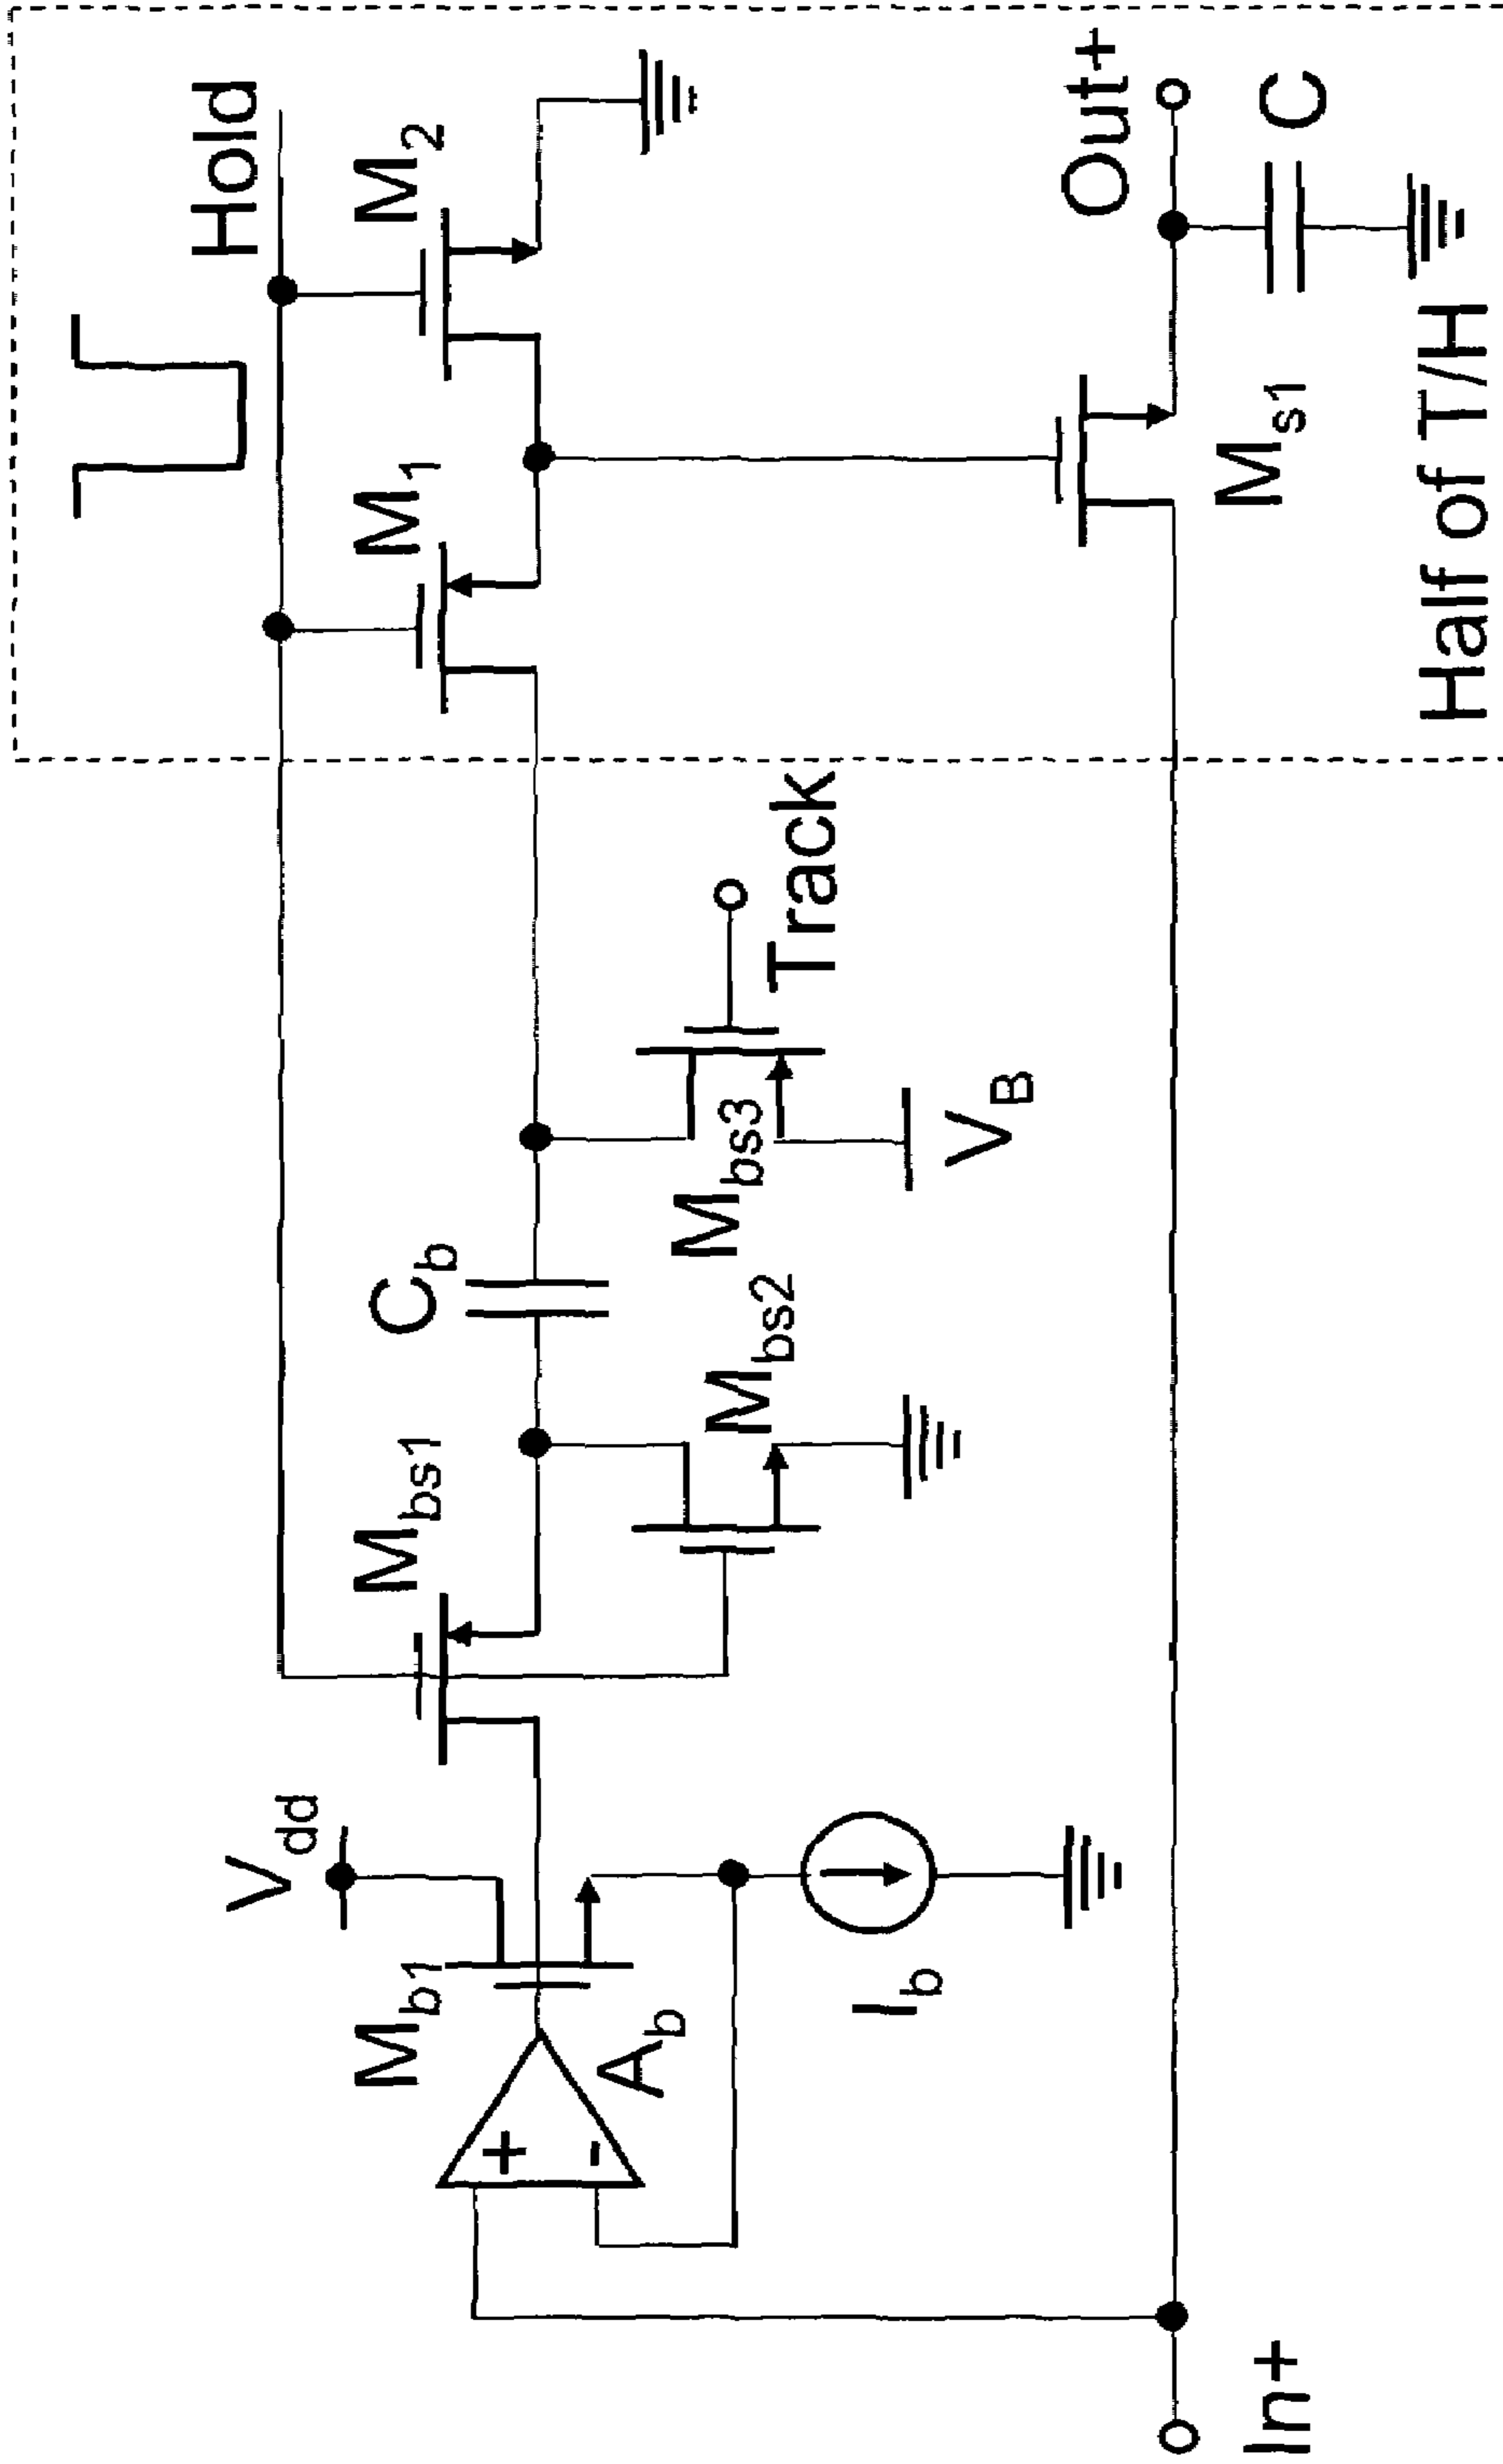 Hold
M1
M2
Vdd
Mb1
Mbs1
Cb
+
-
Ab
Mbs2
Mbs3
Track
VB
Ib
Out+
C
Ms1
In+
Half of T/H